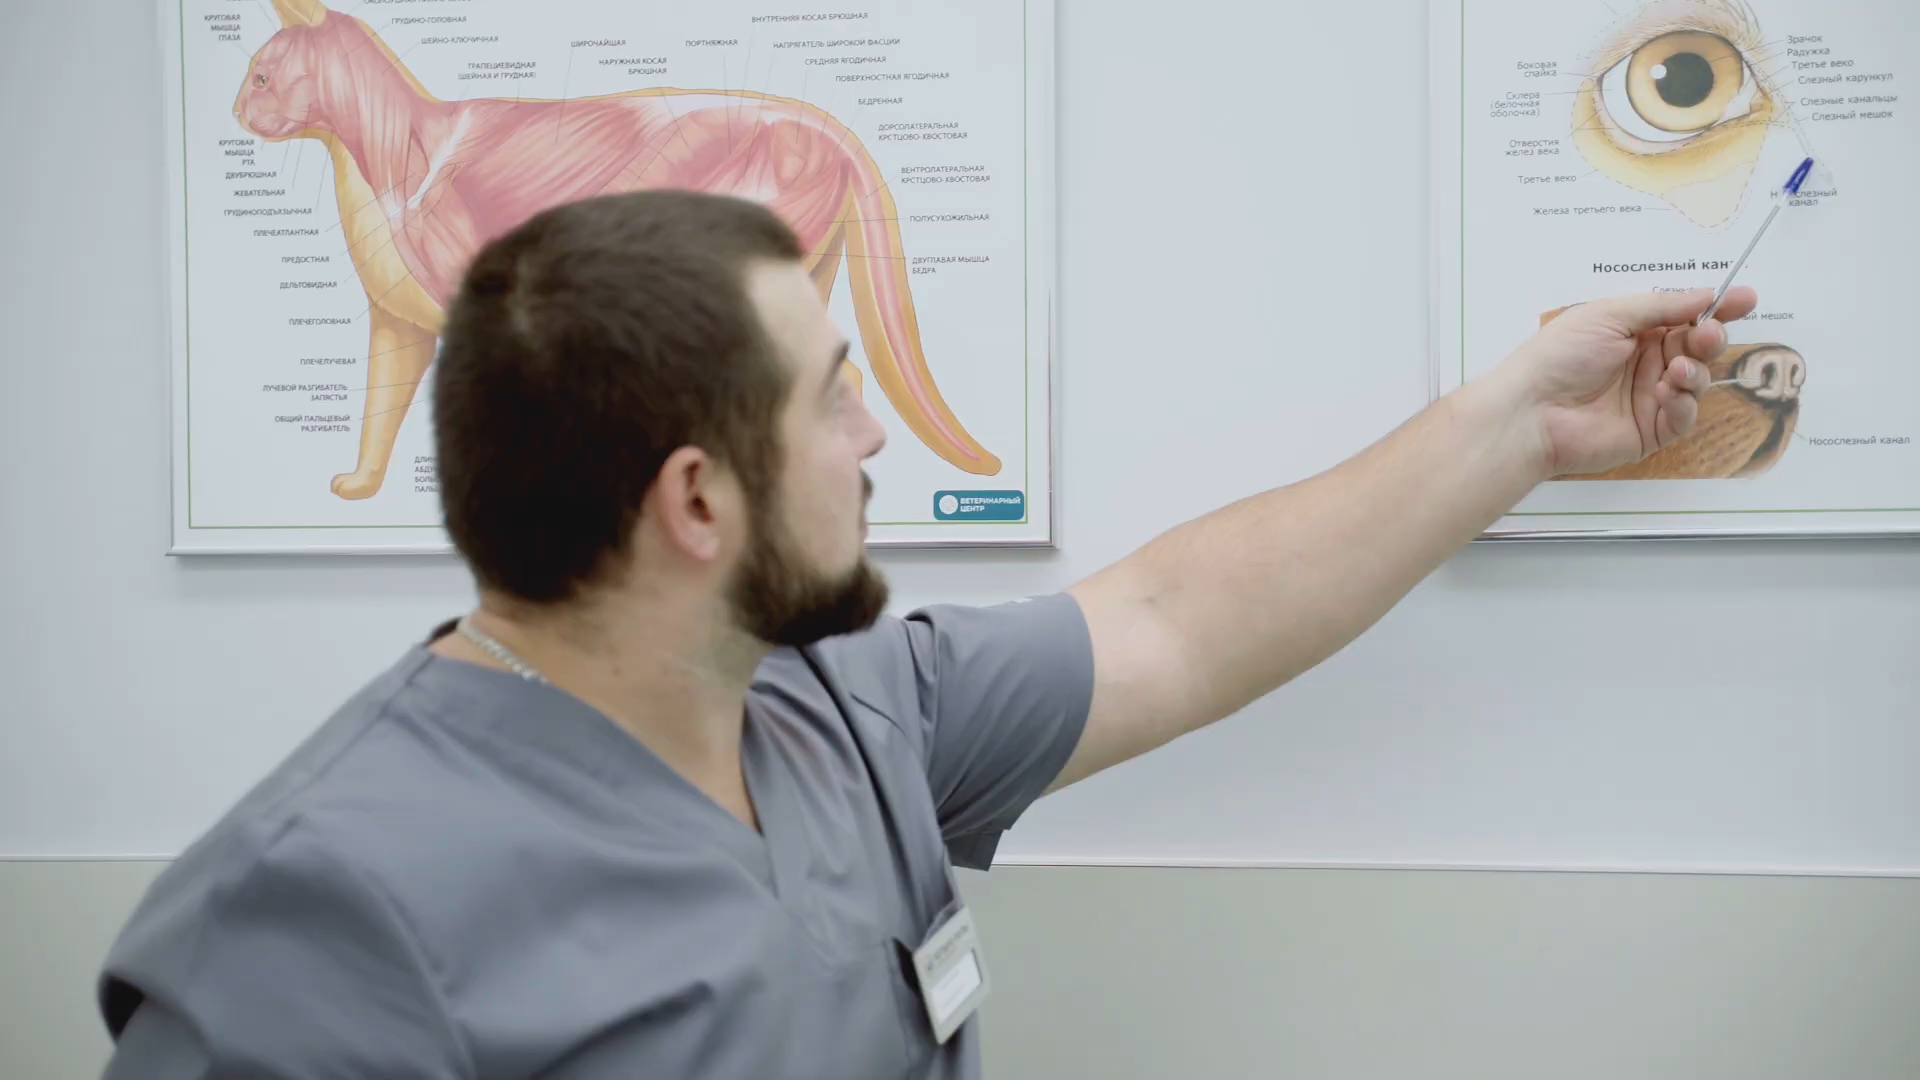 КРУГОВАЯ
МЫШЦА
ГЛАЗА
ГРУДИНО-ГОЛОВНАЯ
ШЕЙНО-КЛЮЧИЧНАЯ
ТРАПЕЦИЕВИДНАЯ
(ШЕЙНАЯ И ГРУДНАЯ)
ШИРОЧАЙШАЯ
НАРУЖНАЯ КОСАЯ
БРЮШНАЯ
ПОРТНЯЖНАЯ
ВНУТРЕННЯЯ КОСАЯ БРЮШНАЯ
НАПРЯГАТЕЛЬ ШИРОКОЙ ФАСЦИИ
СРЕДНЯЯ ЯГОДИЧНАЯ
ПОВЕРХНОСТНАЯ ЯГОДИЧНАЯ
БЕДРЕННАЯ
ДОРСОЛАТЕРАЛЬНАЯ
КРСТЦОВО-ХВОСТОВАЯ
ВЕНТРОЛАТЕРАЛЬНАЯ
КРСТЦОВО-ХВОСТОВАЯ
ПОЛУСУХОЖИЛЬНАЯ
ДВУГЛАВАЯ МЫШЦА
БЕДРА
КРУГОВАЯ
МЫШЦА
РТА
ДВУБРЮШНАЯ
ЖЕВАТЕЛЬНАЯ
ГРУДИНОПОДЪЯЗЫЧНАЯ
ПЛЕЧЕАТЛАНТНАЯ
ПРЕДОСТНАЯ
ДЕЛЬТОВИДНАЯ
ПЛЕЧЕГОЛОВНАЯ
ПЛЕЧЕЛУЧЕВАЯ
ЛУЧЕВОЙ РАЗГИБАТЕЛЬ
ЗАПЯСТЬЯ
ОБЩИЙ ПАЛЬЦЕВЫЙ
РАЗГИБАТЕЛЬ
ВЕТЕРИНАРНЫЙ
ЦЕНТР
Боковая
спайка
Склера
(белочная
оболочка)
Отверстия
желез века
Третье веко
Железа третьего века
Зрачок
Радужка
Третье веко
Слезный карункул
Слезные канальцы
Слезный мешок
слезный
канал
Носослезный кан
мешок
Носослезный канал